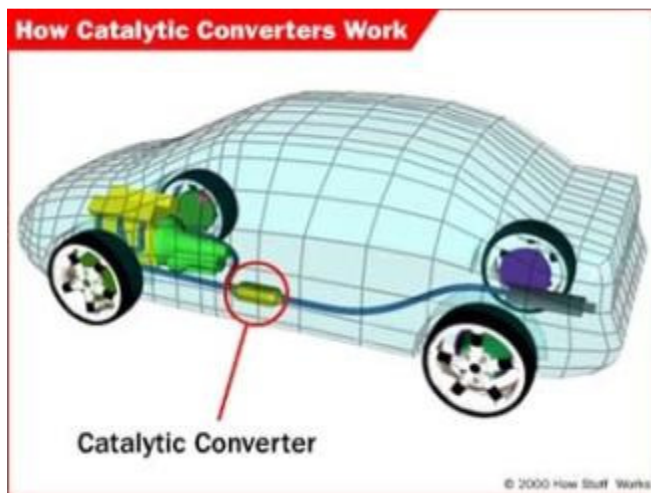 How Catalytic Converters Work
Catalytic Converter
© 2000 How Stuff Works